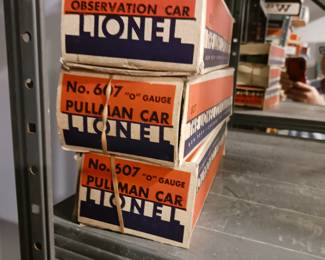 OBSERVATION CAR
LIONEL
No. 607 "O" GAUGE
PULLMAN CAR
LIONEL
No. 607 "O" GAUGE
PULLMAN CAR
LIONEL